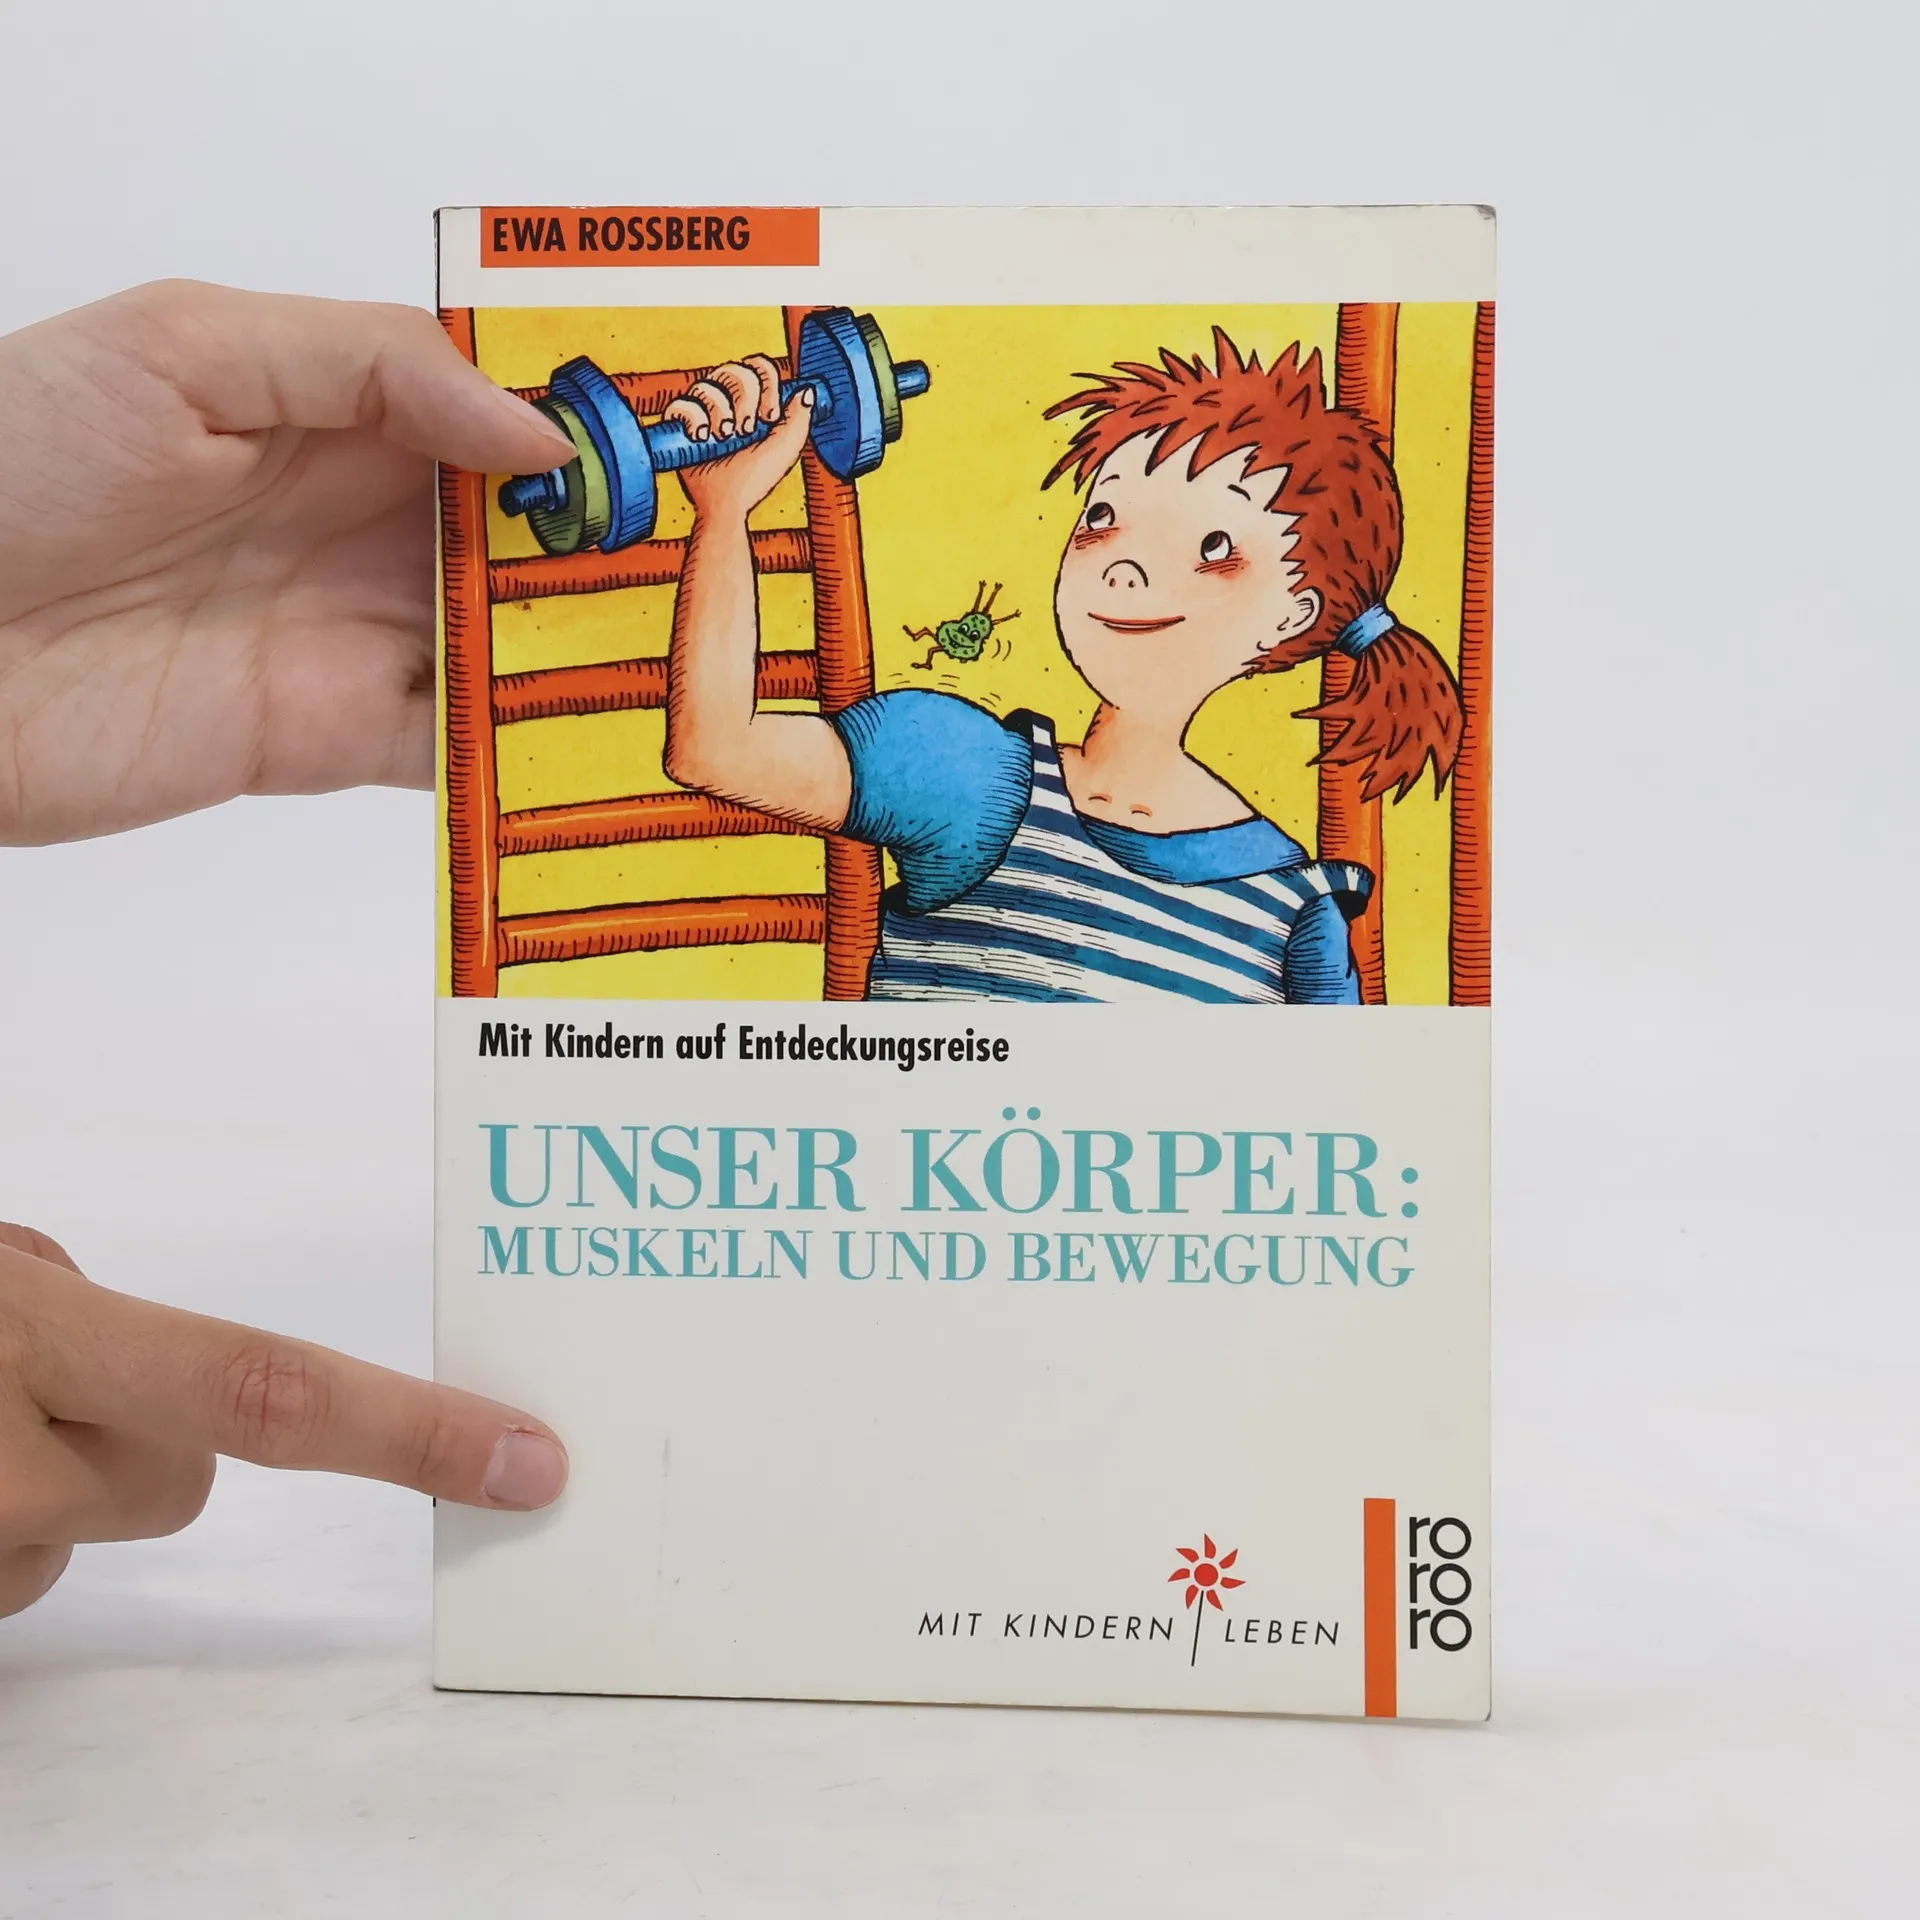 EWA ROSSBERG
Mit Kindern auf Entdeckungsreise
UNSER KÖRPER:
MUSKELN UND BEWEGUNG
MIT KINDERN LEBEN
ro
ro
ro